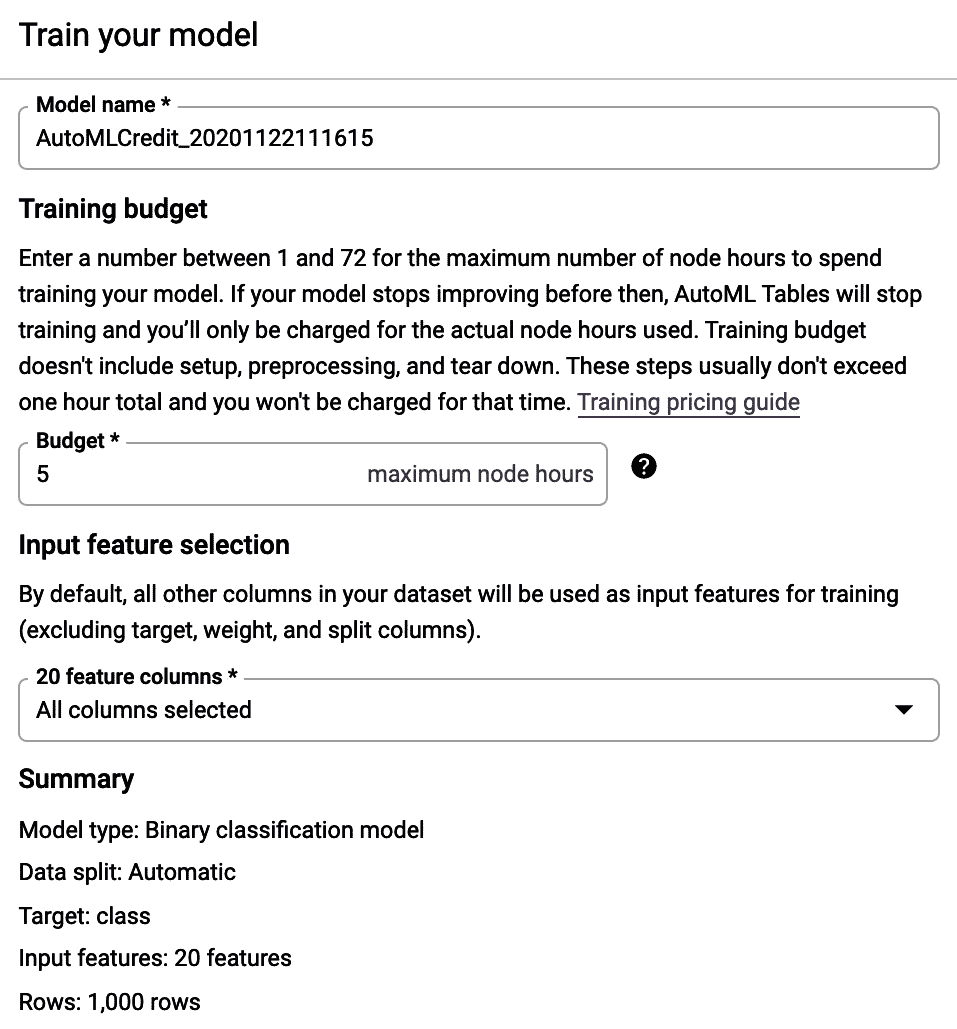 Train your model
Model name *
AutoMLCredit_20201122111615
Training budget
Enter a number between 1 and 72 for the maximum number of node hours to spend
training your model. If your model stops improving before then, AutoML Tables will stop
training and you’ll only be charged for the actual node hours used. Training budget
doesn't include setup, preprocessing, and tear down. These steps usually don't exceed
one hour total and you won't be charged for that time. Training pricing guide
Budget *
5 maximum node hours ?
Input feature selection
By default, all other columns in your dataset will be used as input features for training
(excluding target, weight, and split columns).
20 feature columns *
All columns selected
Summary
Model type: Binary classification model
Data split: Automatic
Target: class
Input features: 20 features
Rows: 1,000 rows